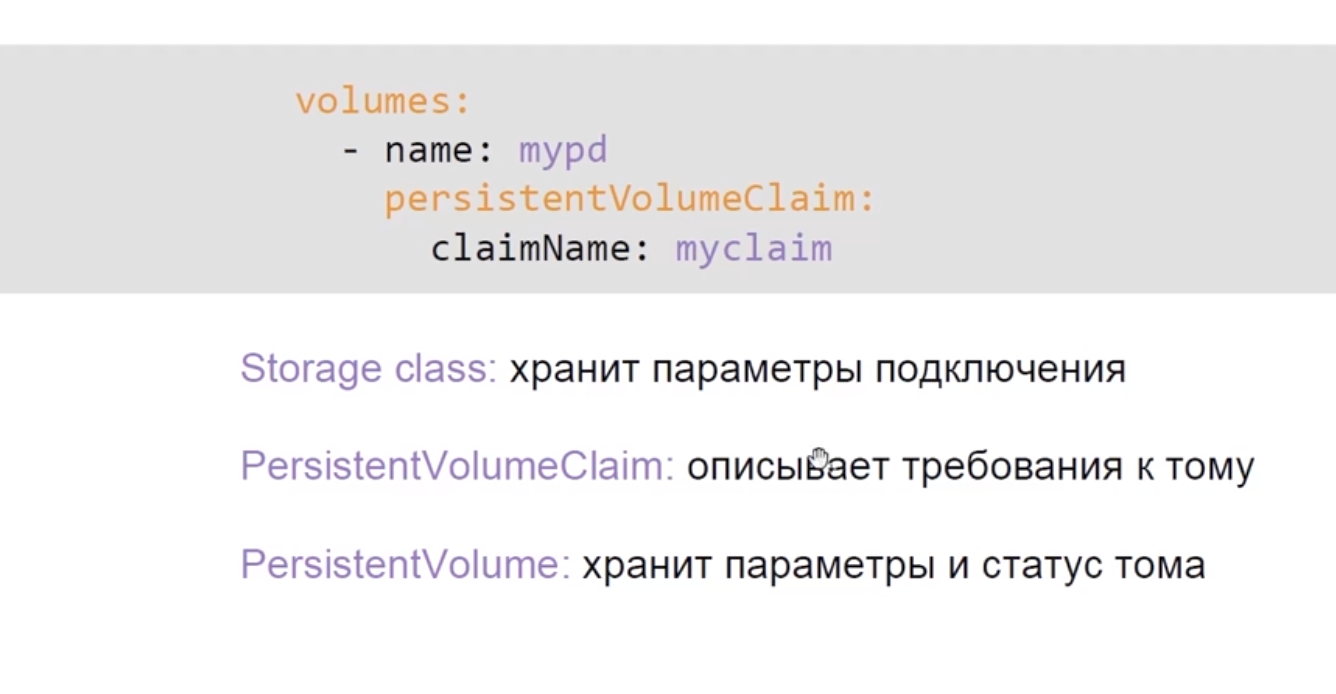 volumes:
- name: mypd
persistentVolumeClaim:
claimName: myclaim
Storage class: хранит параметры подключения
PersistentVolumeClaim: описывает требования к тому
PersistentVolume: хранит параметры и статус тома